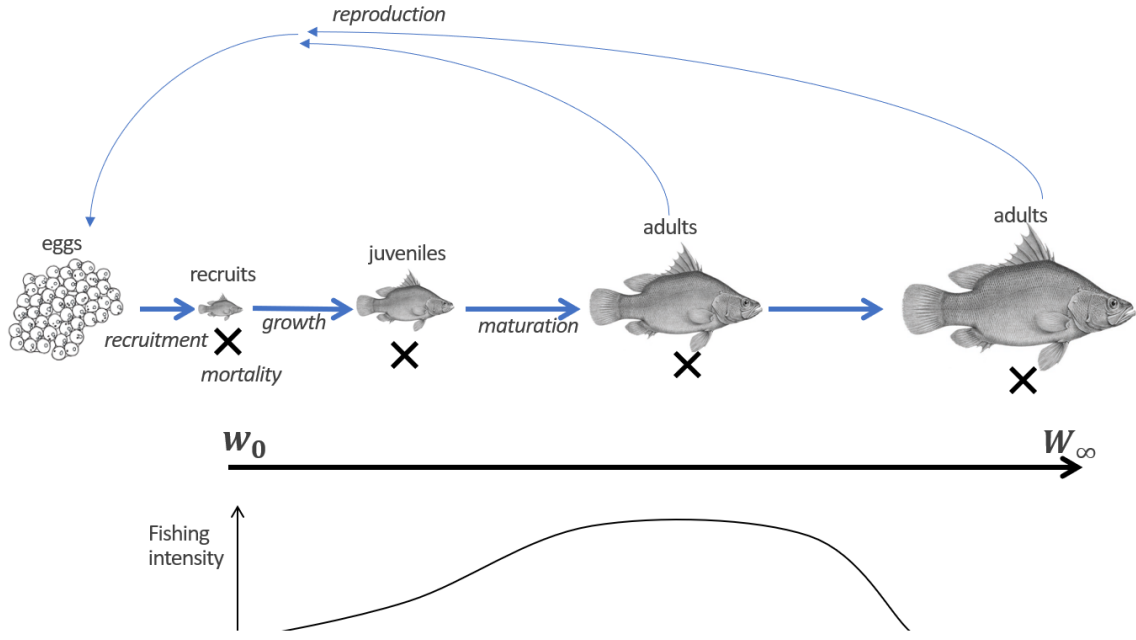 reproduction
eggs
recruits
juveniles
adults
adults
recruitment
growth
maturation
mortality
w₀
W∞
Fishing
intensity